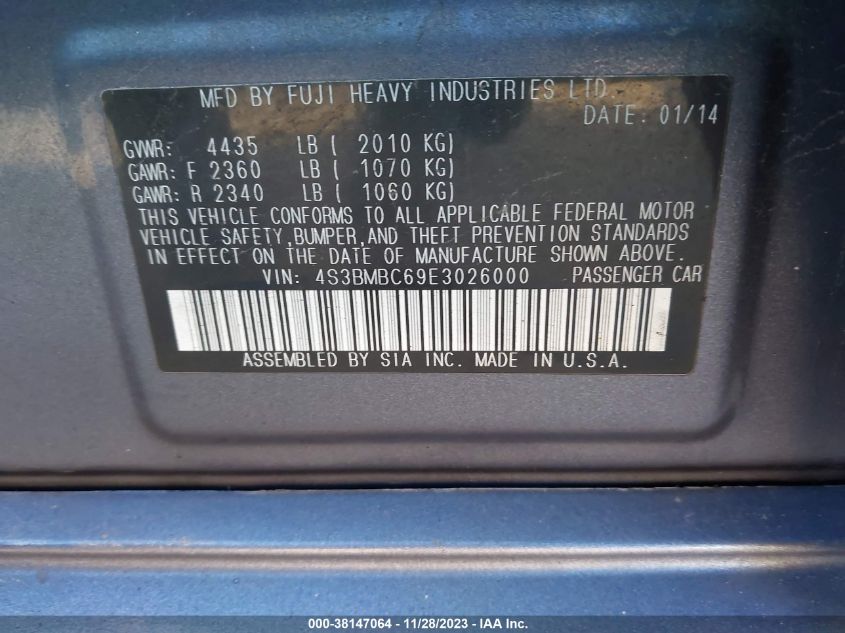 MFD BY FUJI HEAVY INDUSTRIES LTD.
DATE: 01/14
GVWR: 4435 LB ( 2010 KG)
GAWR: F 2360 LB ( 1070 KG)
GAWR: R 2340 LB ( 1060 KG)
THIS VEHICLE CONFORMS TO ALL APPLICABLE FEDERAL MOTOR
VEHICLE SAFETY,BUMPER,AND THEFT PREVENTION STANDARDS
IN EFFECT ON THE DATE OF MANUFACTURE SHOWN ABOVE.
VIN: 4S3BMBC69E3026000 PASSENGER CAR
ASSEMBLED BY SIA INC. MADE IN U.S.A.
000-38147064 - 11/28/2023 - IAA Inc.